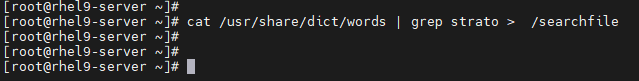 [root@rhel9-server ~]#
[root@rhel9-server ~]# cat /usr/share/dict/words | grep strato >  /searchfile
[root@rhel9-server ~]#
[root@rhel9-server ~]#
[root@rhel9-server ~]#